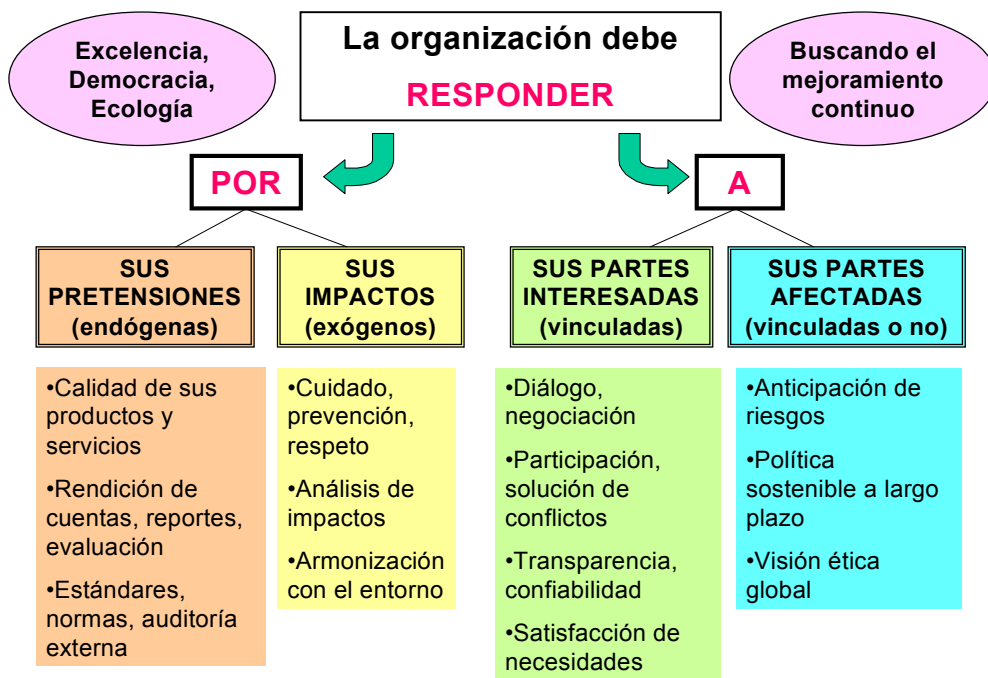 Excelencia,
Democracia,
Ecología
La organización debe
RESPONDER
Buscando el
mejoramiento
continuo
POR
A
SUS
PRETENSIONES
(endógenas)
SUS
IMPACTOS
(exógenos)
SUS PARTES
INTERESADAS
(vinculadas)
SUS PARTES
AFECTADAS
(vinculadas o no)
•Calidad de sus
productos y
servicios
•Rendición de
cuentas, reportes,
evaluación
•Estándares,
normas, auditoría
externa
•Cuidado,
prevención,
respeto
•Análisis de
impactos
•Armonización
con el entorno
•Diálogo,
negociación
•Participación,
solución de
conflictos
•Transparencia,
confiabilidad
•Satisfacción de
necesidades
•Anticipación de
riesgos
•Política
sostenible a largo
plazo
•Visión ética
global